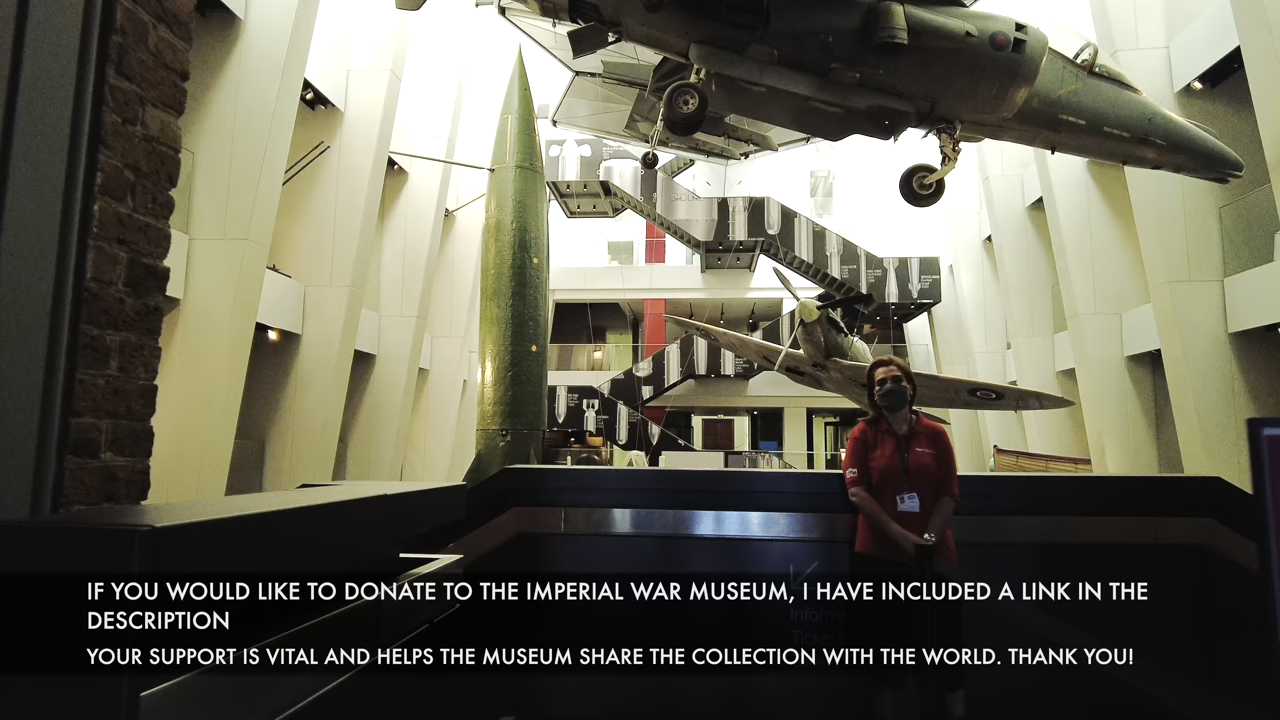 IF YOU WOULD LIKE TO DONATE TO THE IMPERIAL WAR MUSEUM, I HAVE INCLUDED A LINK IN THE
DESCRIPTION
YOUR SUPPORT IS VITAL AND HELPS THE MUSEUM SHARE THE COLLECTION WITH THE WORLD. THANK YOU!